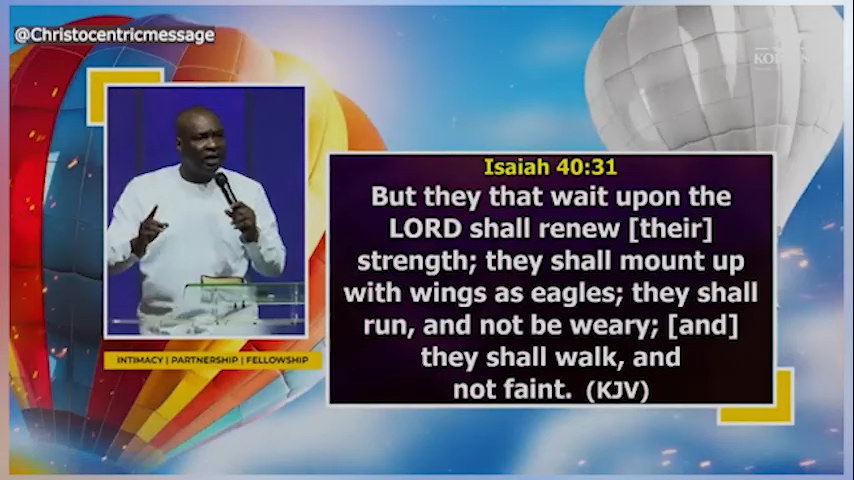 @Christocentricmessage
Isaiah 40:31
But they that wait upon the
LORD shall renew [their]
strength; they shall mount up
with wings as eagles; they shall
run, and not be weary; [and]
they shall walk, and
not faint. (KJV)
INTIMACY | PARTNERSHIP | FELLOWSHIP